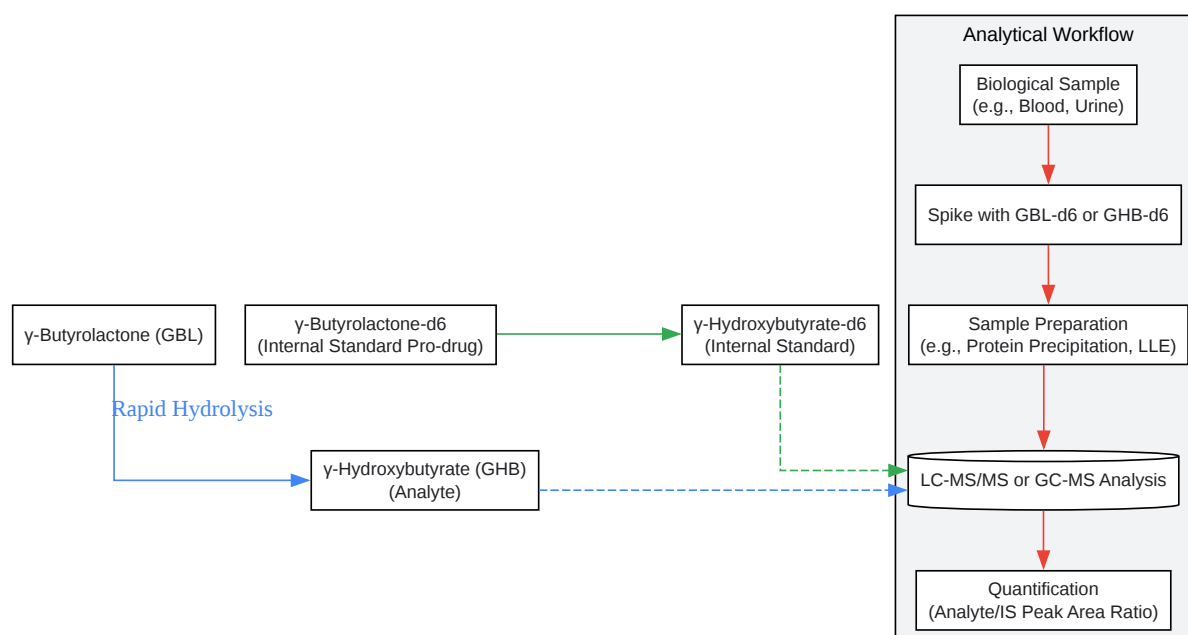 Analytical Workflow
Biological Sample
(e.g., Blood, Urine)
Spike with GBL-d6 or GHB-d6
γ-Butyrolactone (GBL)
γ-Butyrolactone-d6
(Internal Standard Pro-drug)
γ-Hydroxybutyrate-d6
(Internal Standard)
Sample Preparation
(e.g., Protein Precipitation, LLE)
Rapid Hydrolysis
γ-Hydroxybutyrate (GHB)
(Analyte)
LC-MS/MS or GC-MS Analysis
Quantification
(Analyte/IS Peak Area Ratio)